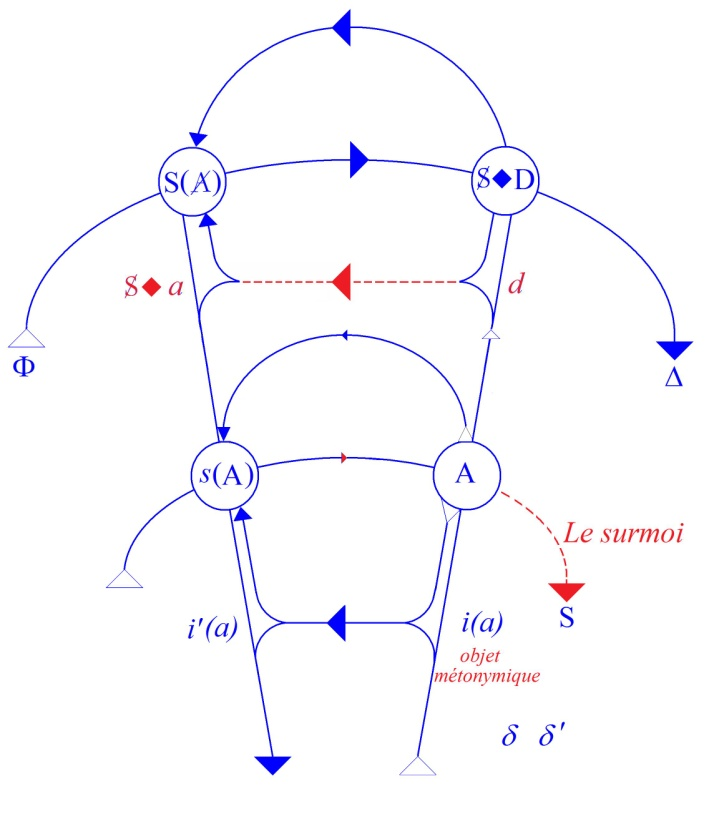 S(Ⱥ)
$◆D
$◆ a
d
Φ
Δ
s(A)
A
Le surmoi
S
i'(a)
i(a)
objet
métonymique
δ δ'